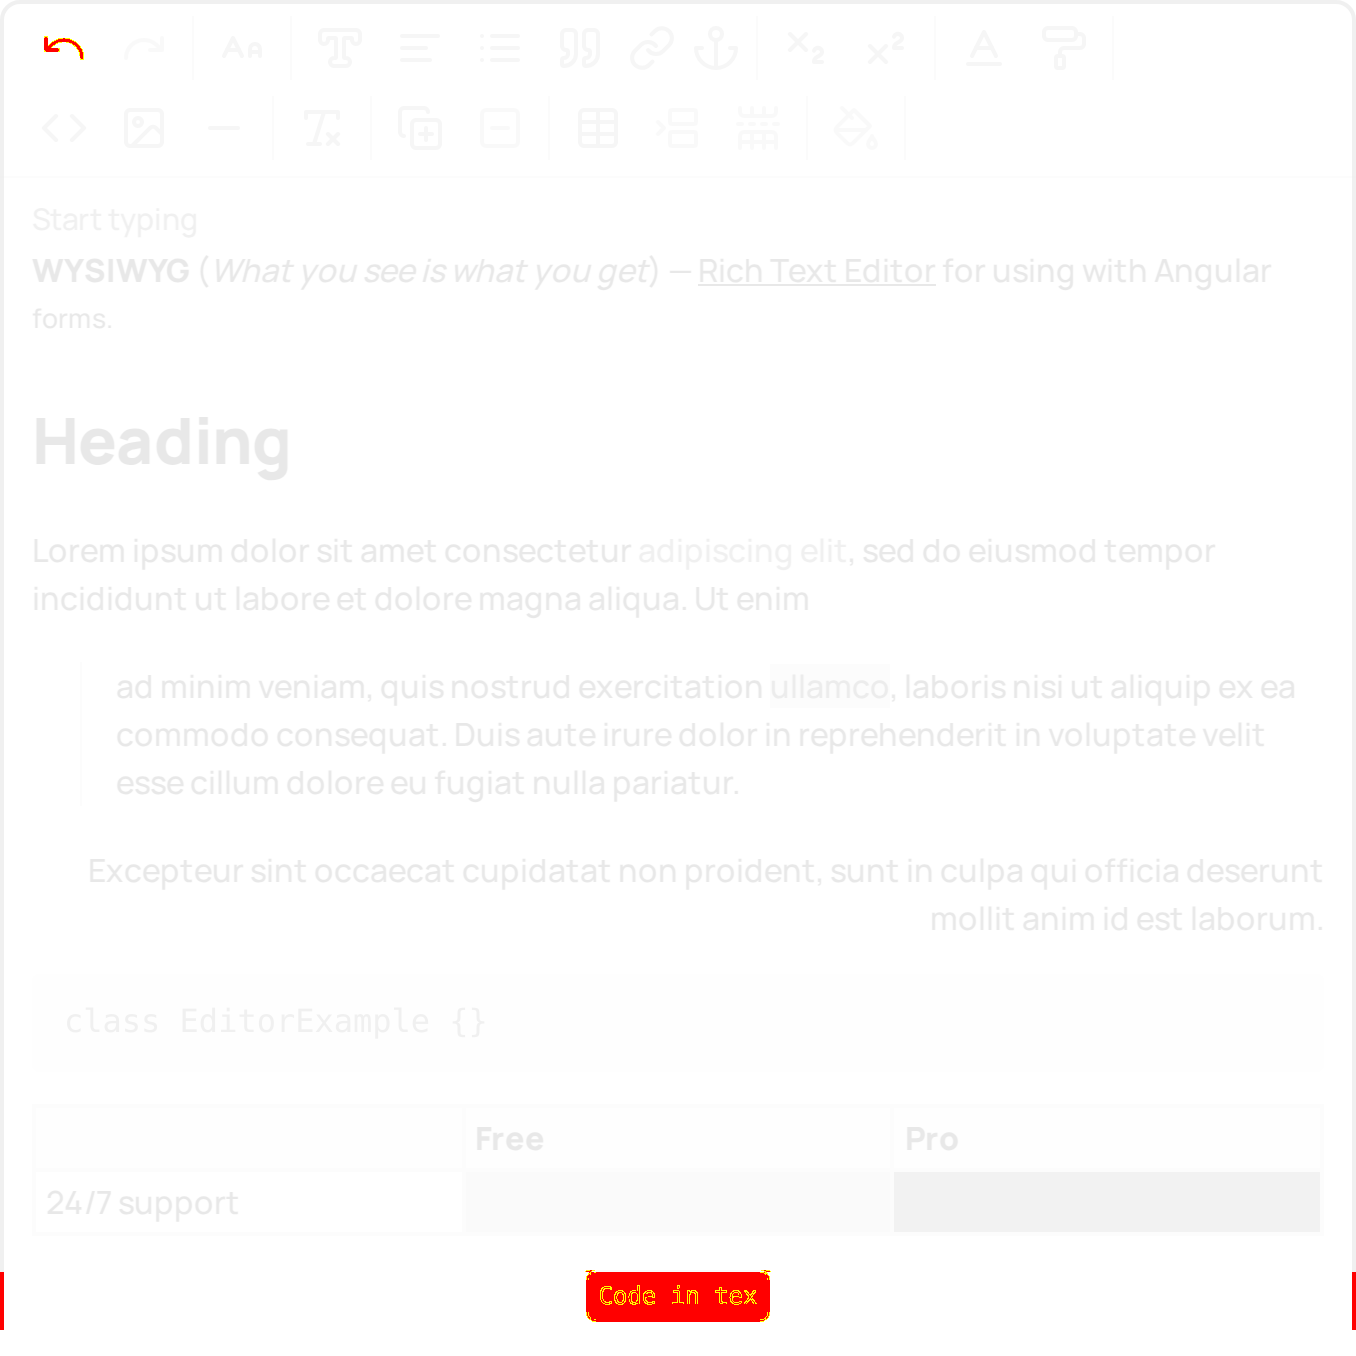 AA
Start typing
WYSIWYG (What you see is what you get) — Rich Text Editor for using with Angular
forms.
Heading
Lorem ipsum dolor sit amet consectetur adipiscing elit, sed do eiusmod tempor
incididunt ut labore et dolore magna aliqua. Ut enim
ad minim veniam, quis nostrud exercitation ullamco, laboris nisi ut aliquip ex ea
commodo consequat. Duis aute irure dolor in reprehenderit in voluptate velit
esse cillum dolore eu fugiat nulla pariatur.
Excepteur sint occaecat cupidatat non proident, sunt in culpa qui officia deserunt
mollit anim id est laborum.
class EditorExample {}
Free Pro
24/7 support
Code in tex